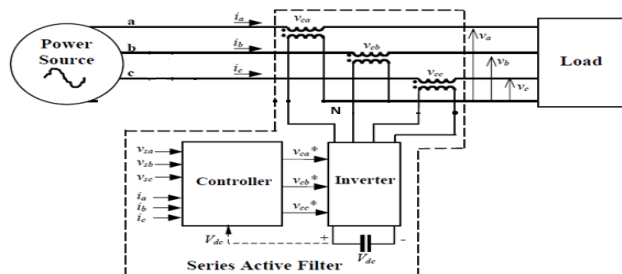 a
i_a
v_ca
Power
Source
b
i_b
v_cb
v_a
Load
c
i_c
v_cc
v_b
v_c
N
v_sa
v_sb
v_sc
i_a
i_b
i_c
Controller
v_ca*
v_cb*
v_cc*
Inverter
V_dc
+
-
V_dc
Series Active Filter